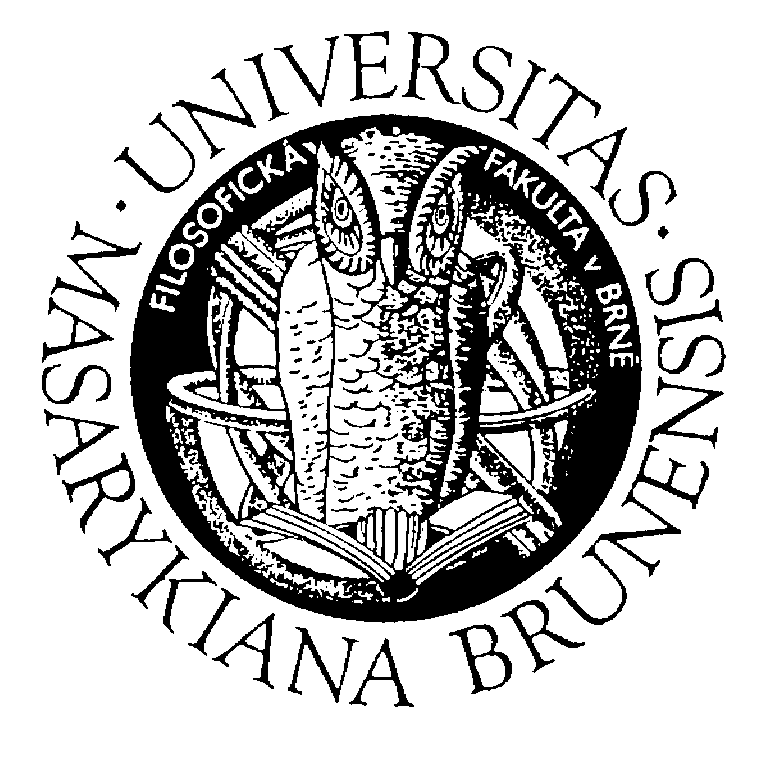 UNIVERSITAS · MASARYKIANA BRUNENSIS ·
FILOSOFICKÁ FAKULTA v BRNĚ